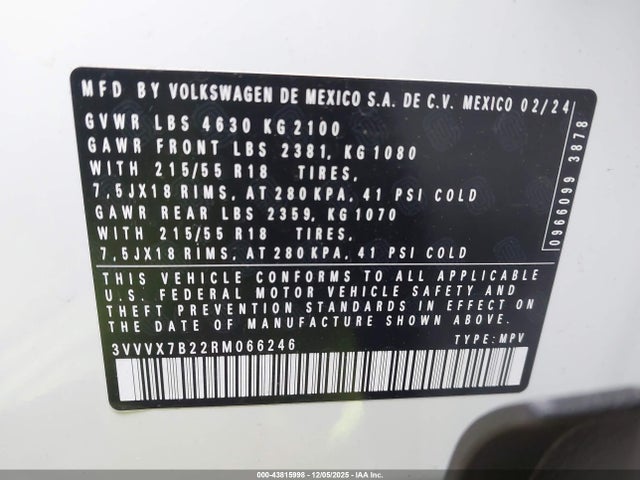 MFD BY VOLKSWAGEN DE MEXICO S.A. DE C.V. MEXICO 02/24
GVWR LBS 4630 KG 2100
GAWR FRONT LBS 2381, KG 1080
WITH 215/55 R18 TIRES,
7,5JX18 RIMS, AT 280 KPA, 41 PSI COLD
GAWR REAR LBS 2359, KG 1070
WITH 215/55 R18 TIRES,
7,5JX18 RIMS, AT 280 KPA, 41 PSI COLD
0966099 3878
THIS VEHICLE CONFORMS TO ALL APPLICABLE
U.S. FEDERAL MOTOR VEHICLE SAFETY AND
THEFT PREVENTION STANDARDS IN EFFECT ON
THE DATE OF MANUFACTURE SHOWN ABOVE.
3VVVX7B22RM066246 TYPE: MPV
000-43815998 - 12/05/2025 - IAA Inc.